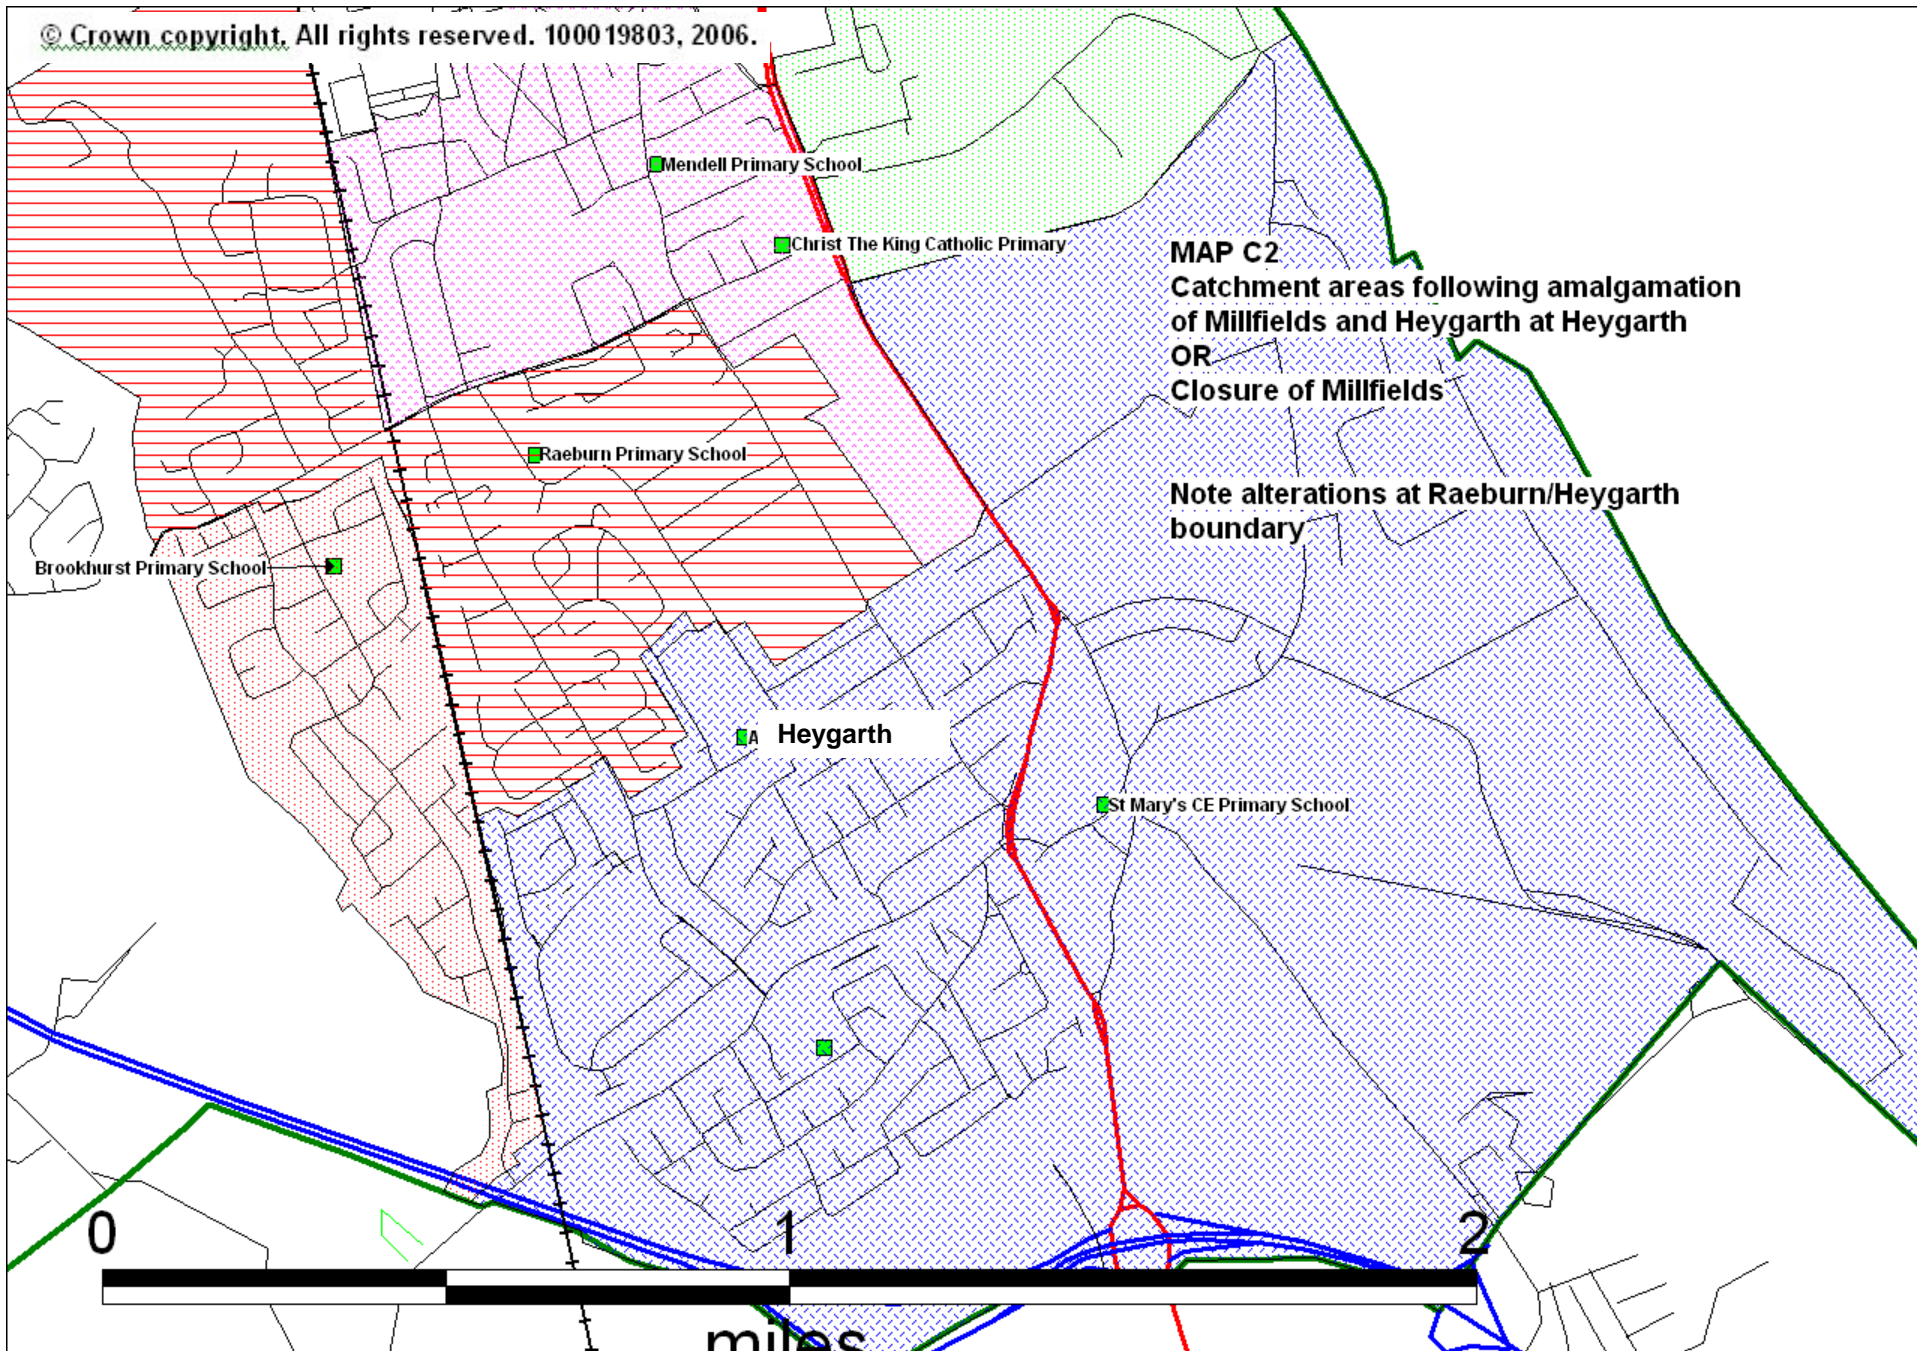 © Crown copyright. All rights reserved. 100019803, 2006.
Mendell Primary School
Christ The King Catholic Primary
MAP C2
Catchment areas following amalgamation
of Millfields and Heygarth at Heygarth
OR
Closure of Millfields
Raeburn Primary School
Note alterations at Raeburn/Heygarth
boundary
Brookhurst Primary School
A Heygarth
St Mary's CE Primary School
0 1 2
miles